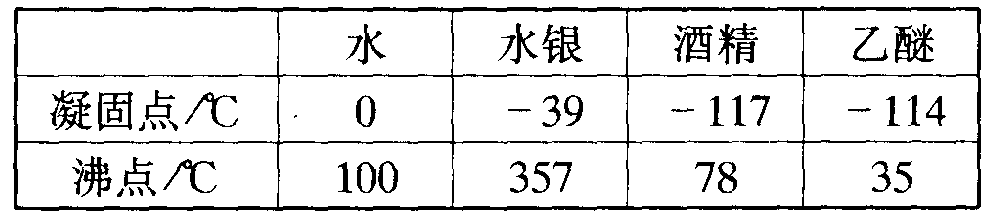 水 水银 酒精 乙醚
凝固点/℃ 0 －39 －117 －114
沸点/℃ 100 357 78 35